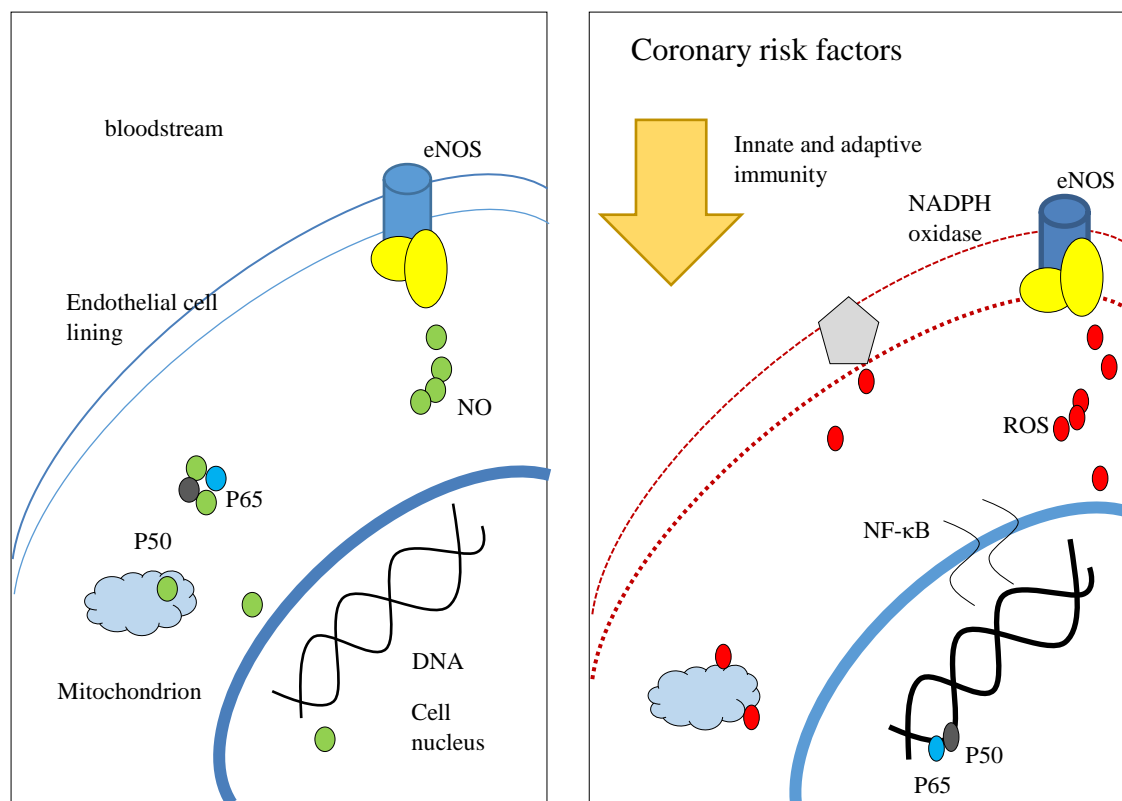 bloodstream
eNOS
Endothelial cell
lining
NO
P65
P50
Mitochondrion
DNA
Cell
nucleus
Coronary risk factors
Innate and adaptive
immunity
eNOS
NADPH
oxidase
ROS
NF-κB
P50
P65